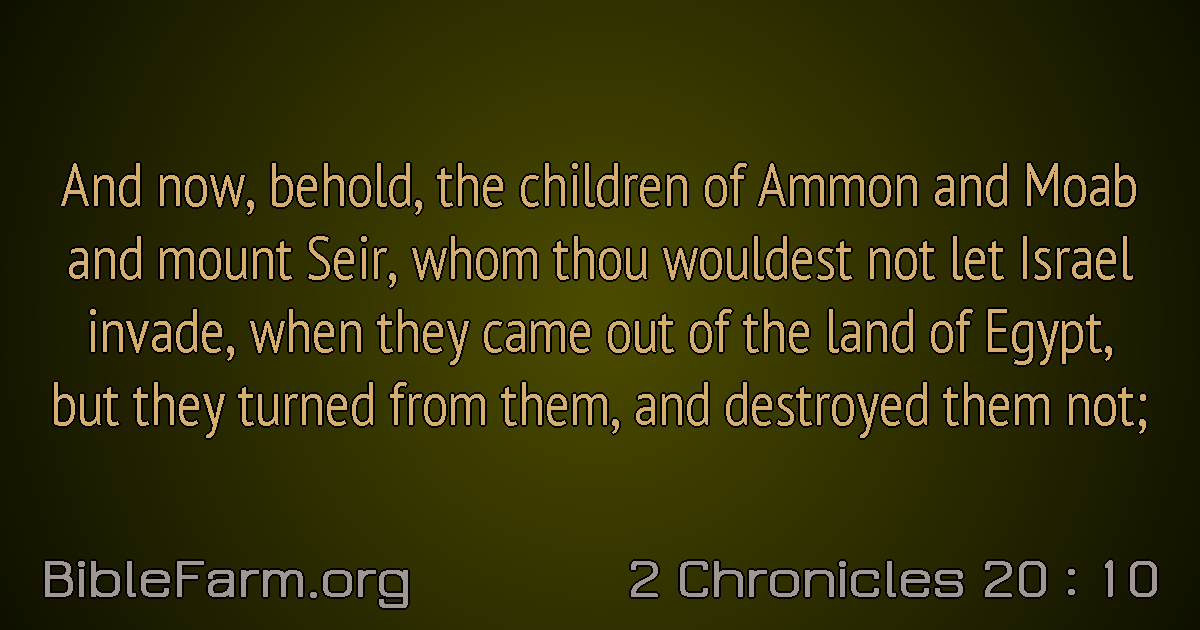 And now, behold, the children of Ammon and Moab
and mount Seir, whom thou wouldest not let Israel
invade, when they came out of the land of Egypt,
but they turned from them, and destroyed them not;
BibleFarm.org
2 Chronicles 20 : 10